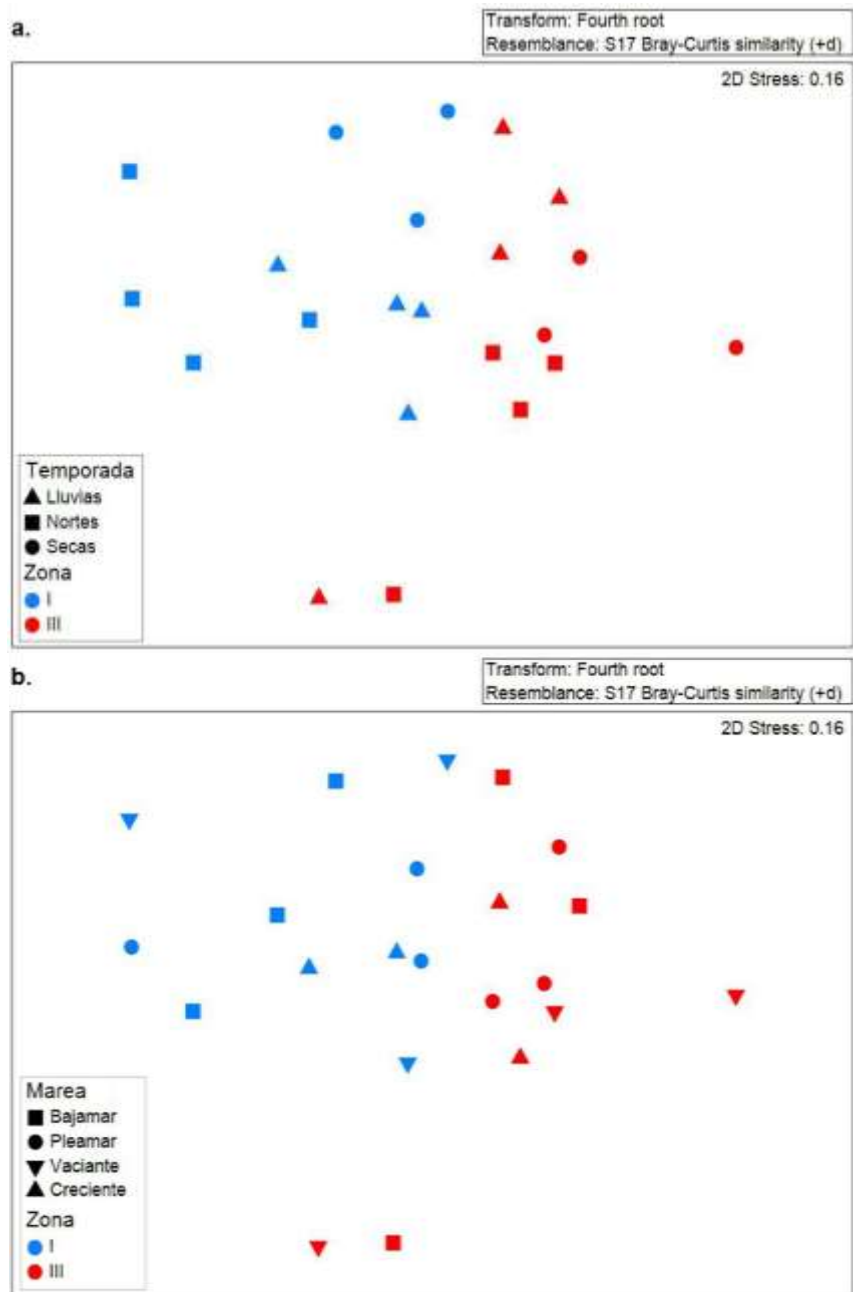 a.
Transform: Fourth root
Resemblance: S17 Bray-Curtis similarity (+d)
2D Stress: 0.16
Temporada
Lluvias
Nortes
Secas
Zona
I
III
b.
Transform: Fourth root
Resemblance: S17 Bray-Curtis similarity (+d)
2D Stress: 0.16
Marea
Bajamar
Pleamar
Vaciante
Creciente
Zona
I
III